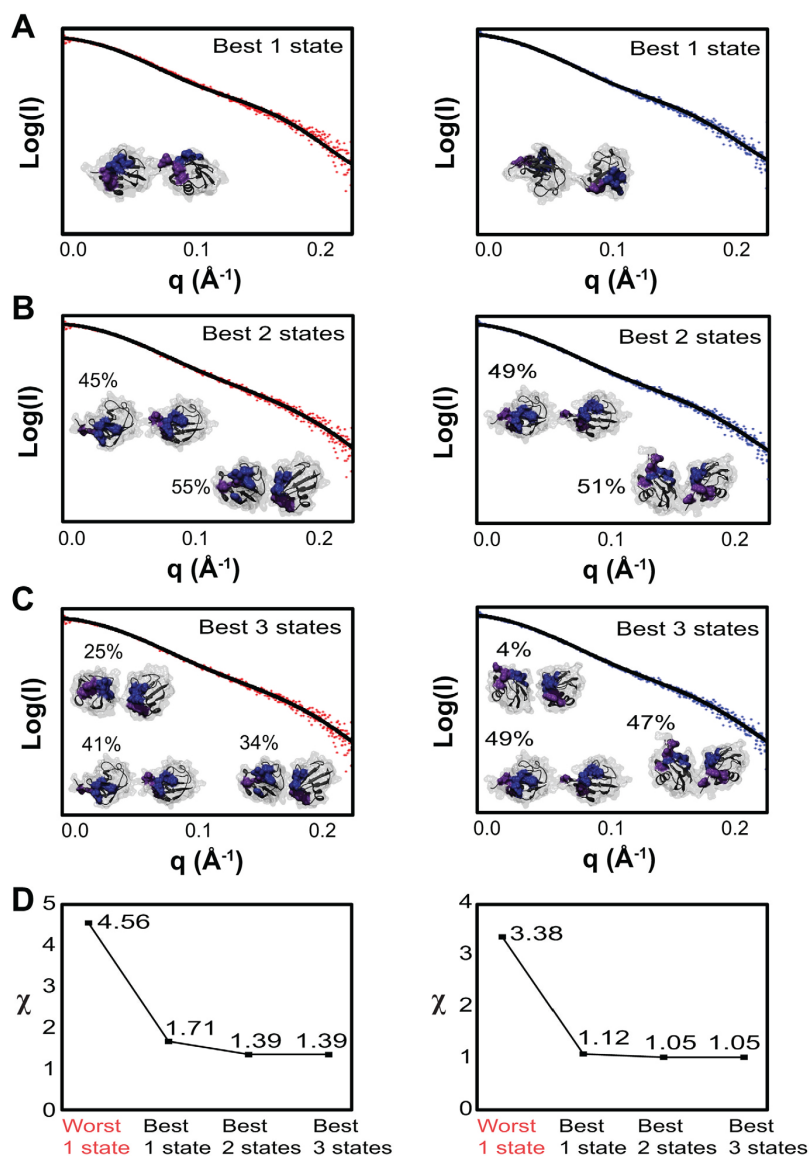 A
Best 1 state
Log(I)
0.0 0.1 0.2
q (Å-1)
Best 1 state
Log(I)
0.0 0.1 0.2
q (Å-1)
B
Best 2 states
45%
55%
Log(I)
0.0 0.1 0.2
q (Å-1)
Best 2 states
49%
51%
Log(I)
0.0 0.1 0.2
q (Å-1)
C
Best 3 states
25%
41% 34%
Log(I)
0.0 0.1 0.2
q (Å-1)
Best 3 states
4%
47%
49%
Log(I)
0.0 0.1 0.2
q (Å-1)
D
5
4
3
2
1
0
χ
4.56
1.71
1.39
1.39
Worst
1 state
Best
1 state
Best
2 states
Best
3 states
4
3
2
1
0
χ
3.38
1.12
1.05
1.05
Worst
1 state
Best
1 state
Best
2 states
Best
3 states